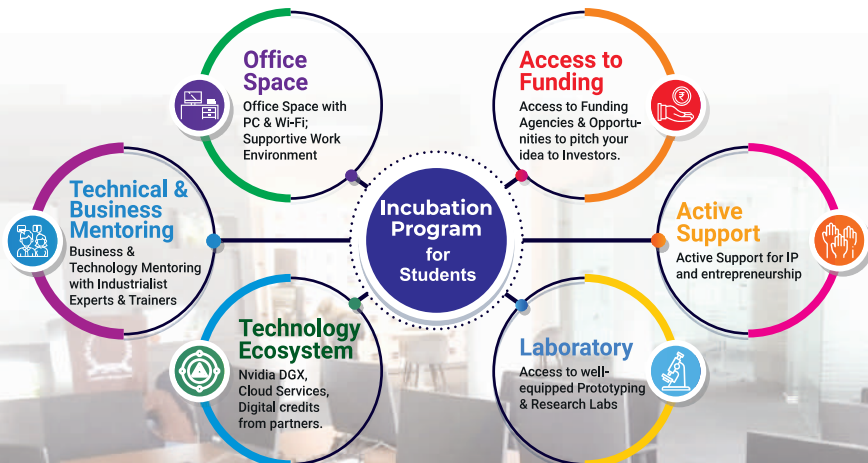 Office
Space
Office Space with
PC & Wi-Fi;
Supportive Work
Environment
Access to
Funding
Access to Funding
Agencies & Opportu-
nities to pitch your
idea to Investors.
Technical &
Business
Mentoring
Business &
Technology Mentoring
with Industrialist
Experts & Trainers
Incubation
Program
for
Students
Active
Support
Active Support for IP
and entrepreneurship
Technology
Ecosystem
Nvidia DGX,
Cloud Services,
Digital credits
from partners.
Laboratory
Access to well-
equipped Prototyping
& Research Labs
₹